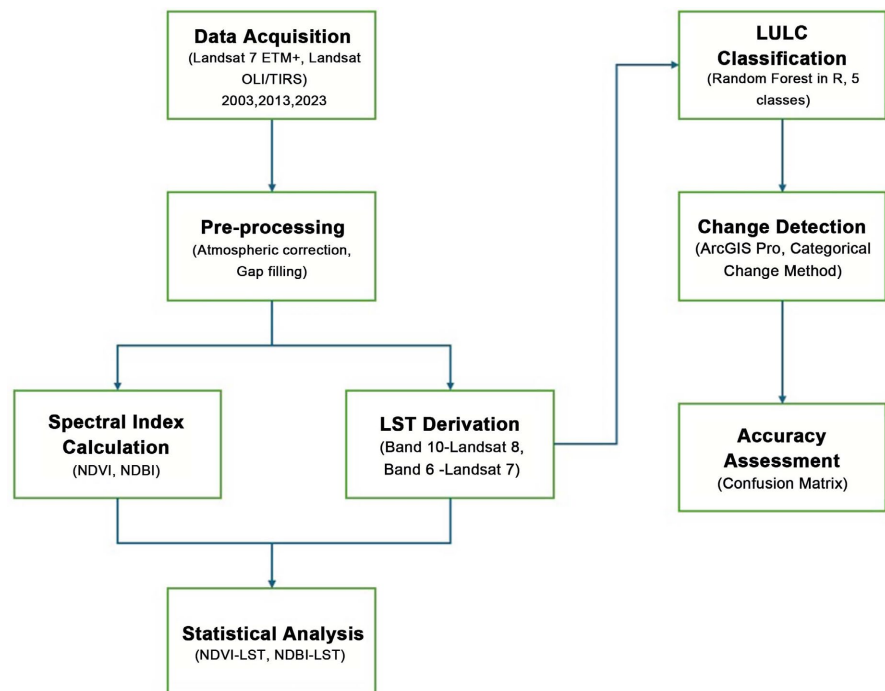 Data Acquisition
(Landsat 7 ETM+, Landsat
OLI/TIRS)
2003,2013,2023
Pre-processing
(Atmospheric correction,
Gap filling)
Spectral Index
Calculation
(NDVI, NDBI)
LST Derivation
(Band 10-Landsat 8,
Band 6 -Landsat 7)
Statistical Analysis
(NDVI-LST, NDBI-LST)
LULC
Classification
(Random Forest in R, 5
classes)
Change Detection
(ArcGIS Pro, Categorical
Change Method)
Accuracy
Assessment
(Confusion Matrix)